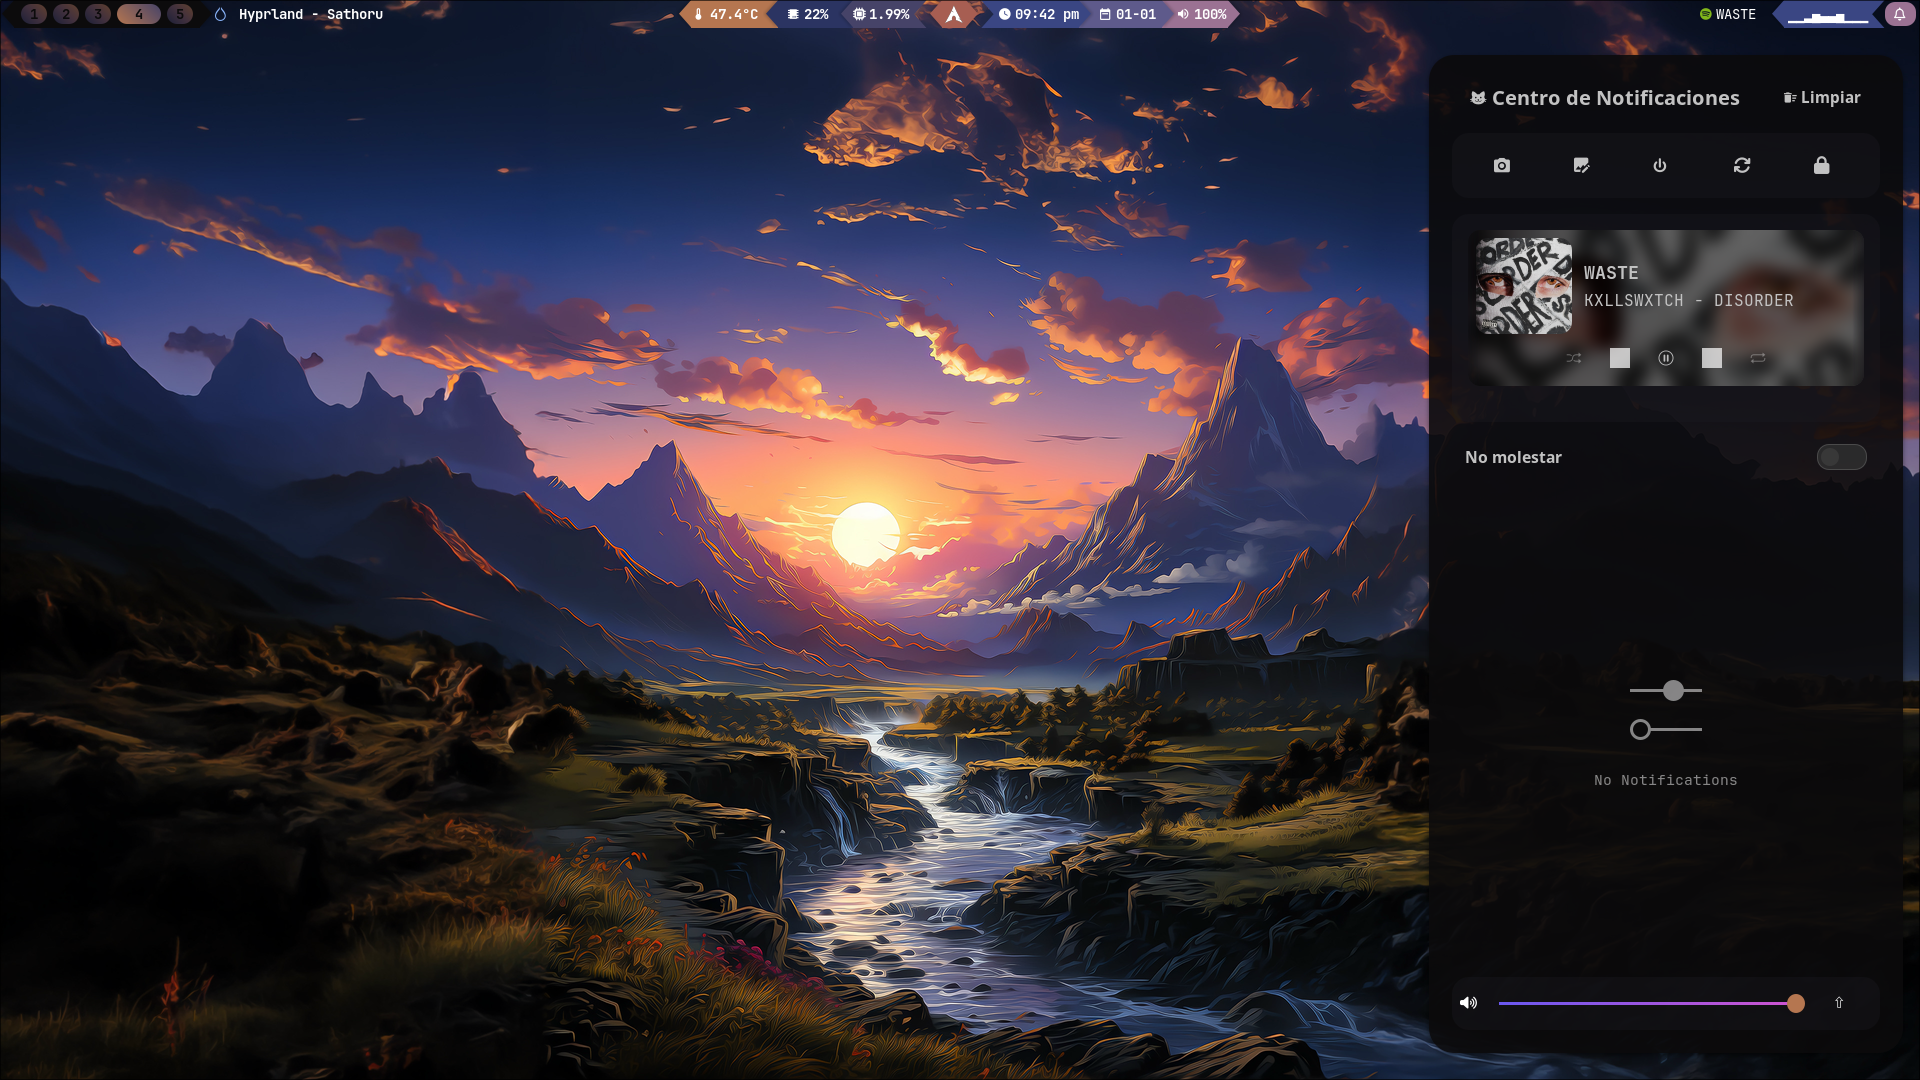 1 2 3 4 5 Hyprland - Sathoru 47.4°C 22% 1.99% 09:42 pm 01-01 100% WASTE
Centro de Notificaciones Limpiar
WASTE
KXLLSWXTCH - DISORDER
No molestar
No Notifications